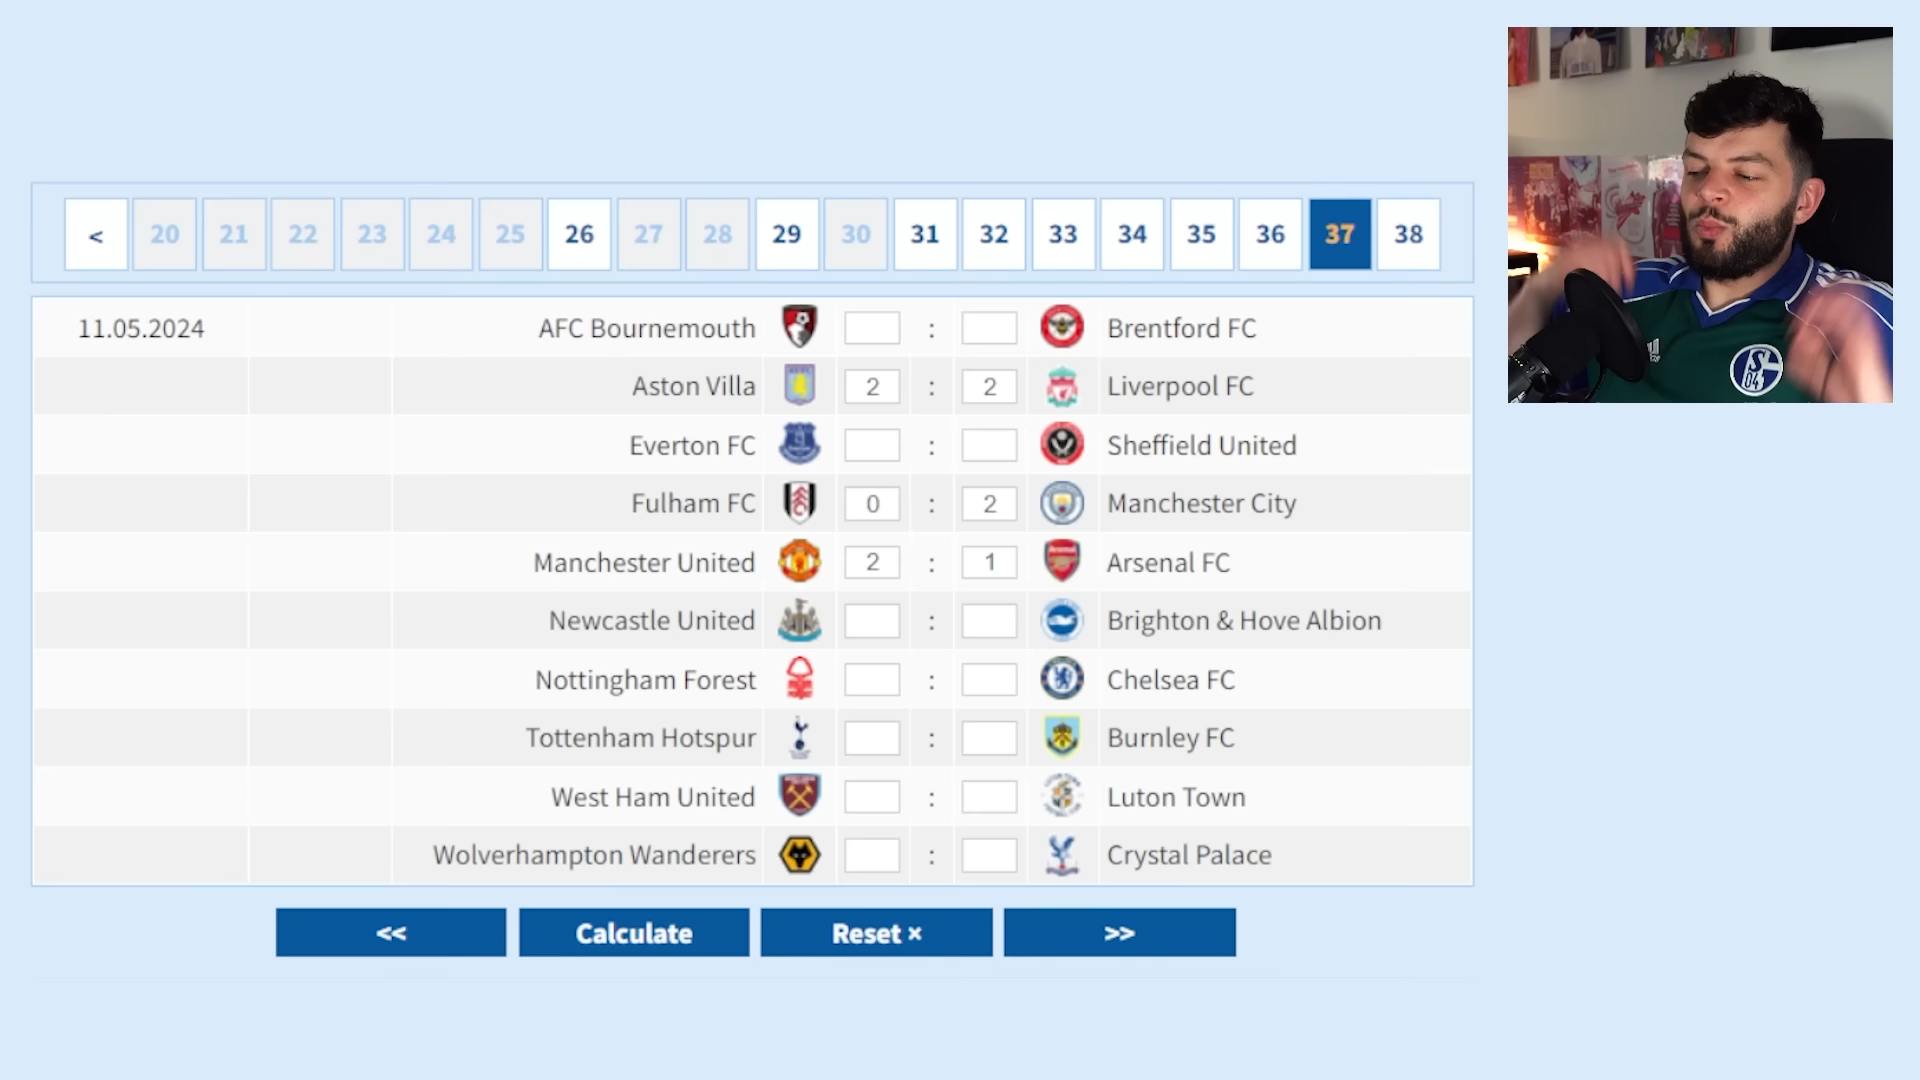 < 20 21 22 23 24 25 26 27 28 29 30 31 32 33 34 35 36 37 38
11.05.2024 AFC Bournemouth : Brentford FC
Aston Villa 2 : 2 Liverpool FC
Everton FC : Sheffield United
Fulham FC 0 : 2 Manchester City
Manchester United 2 : 1 Arsenal FC
Newcastle United : Brighton & Hove Albion
Nottingham Forest : Chelsea FC
Tottenham Hotspur : Burnley FC
West Ham United : Luton Town
Wolverhampton Wanderers : Crystal Palace
<< Calculate Reset × >>
S
04